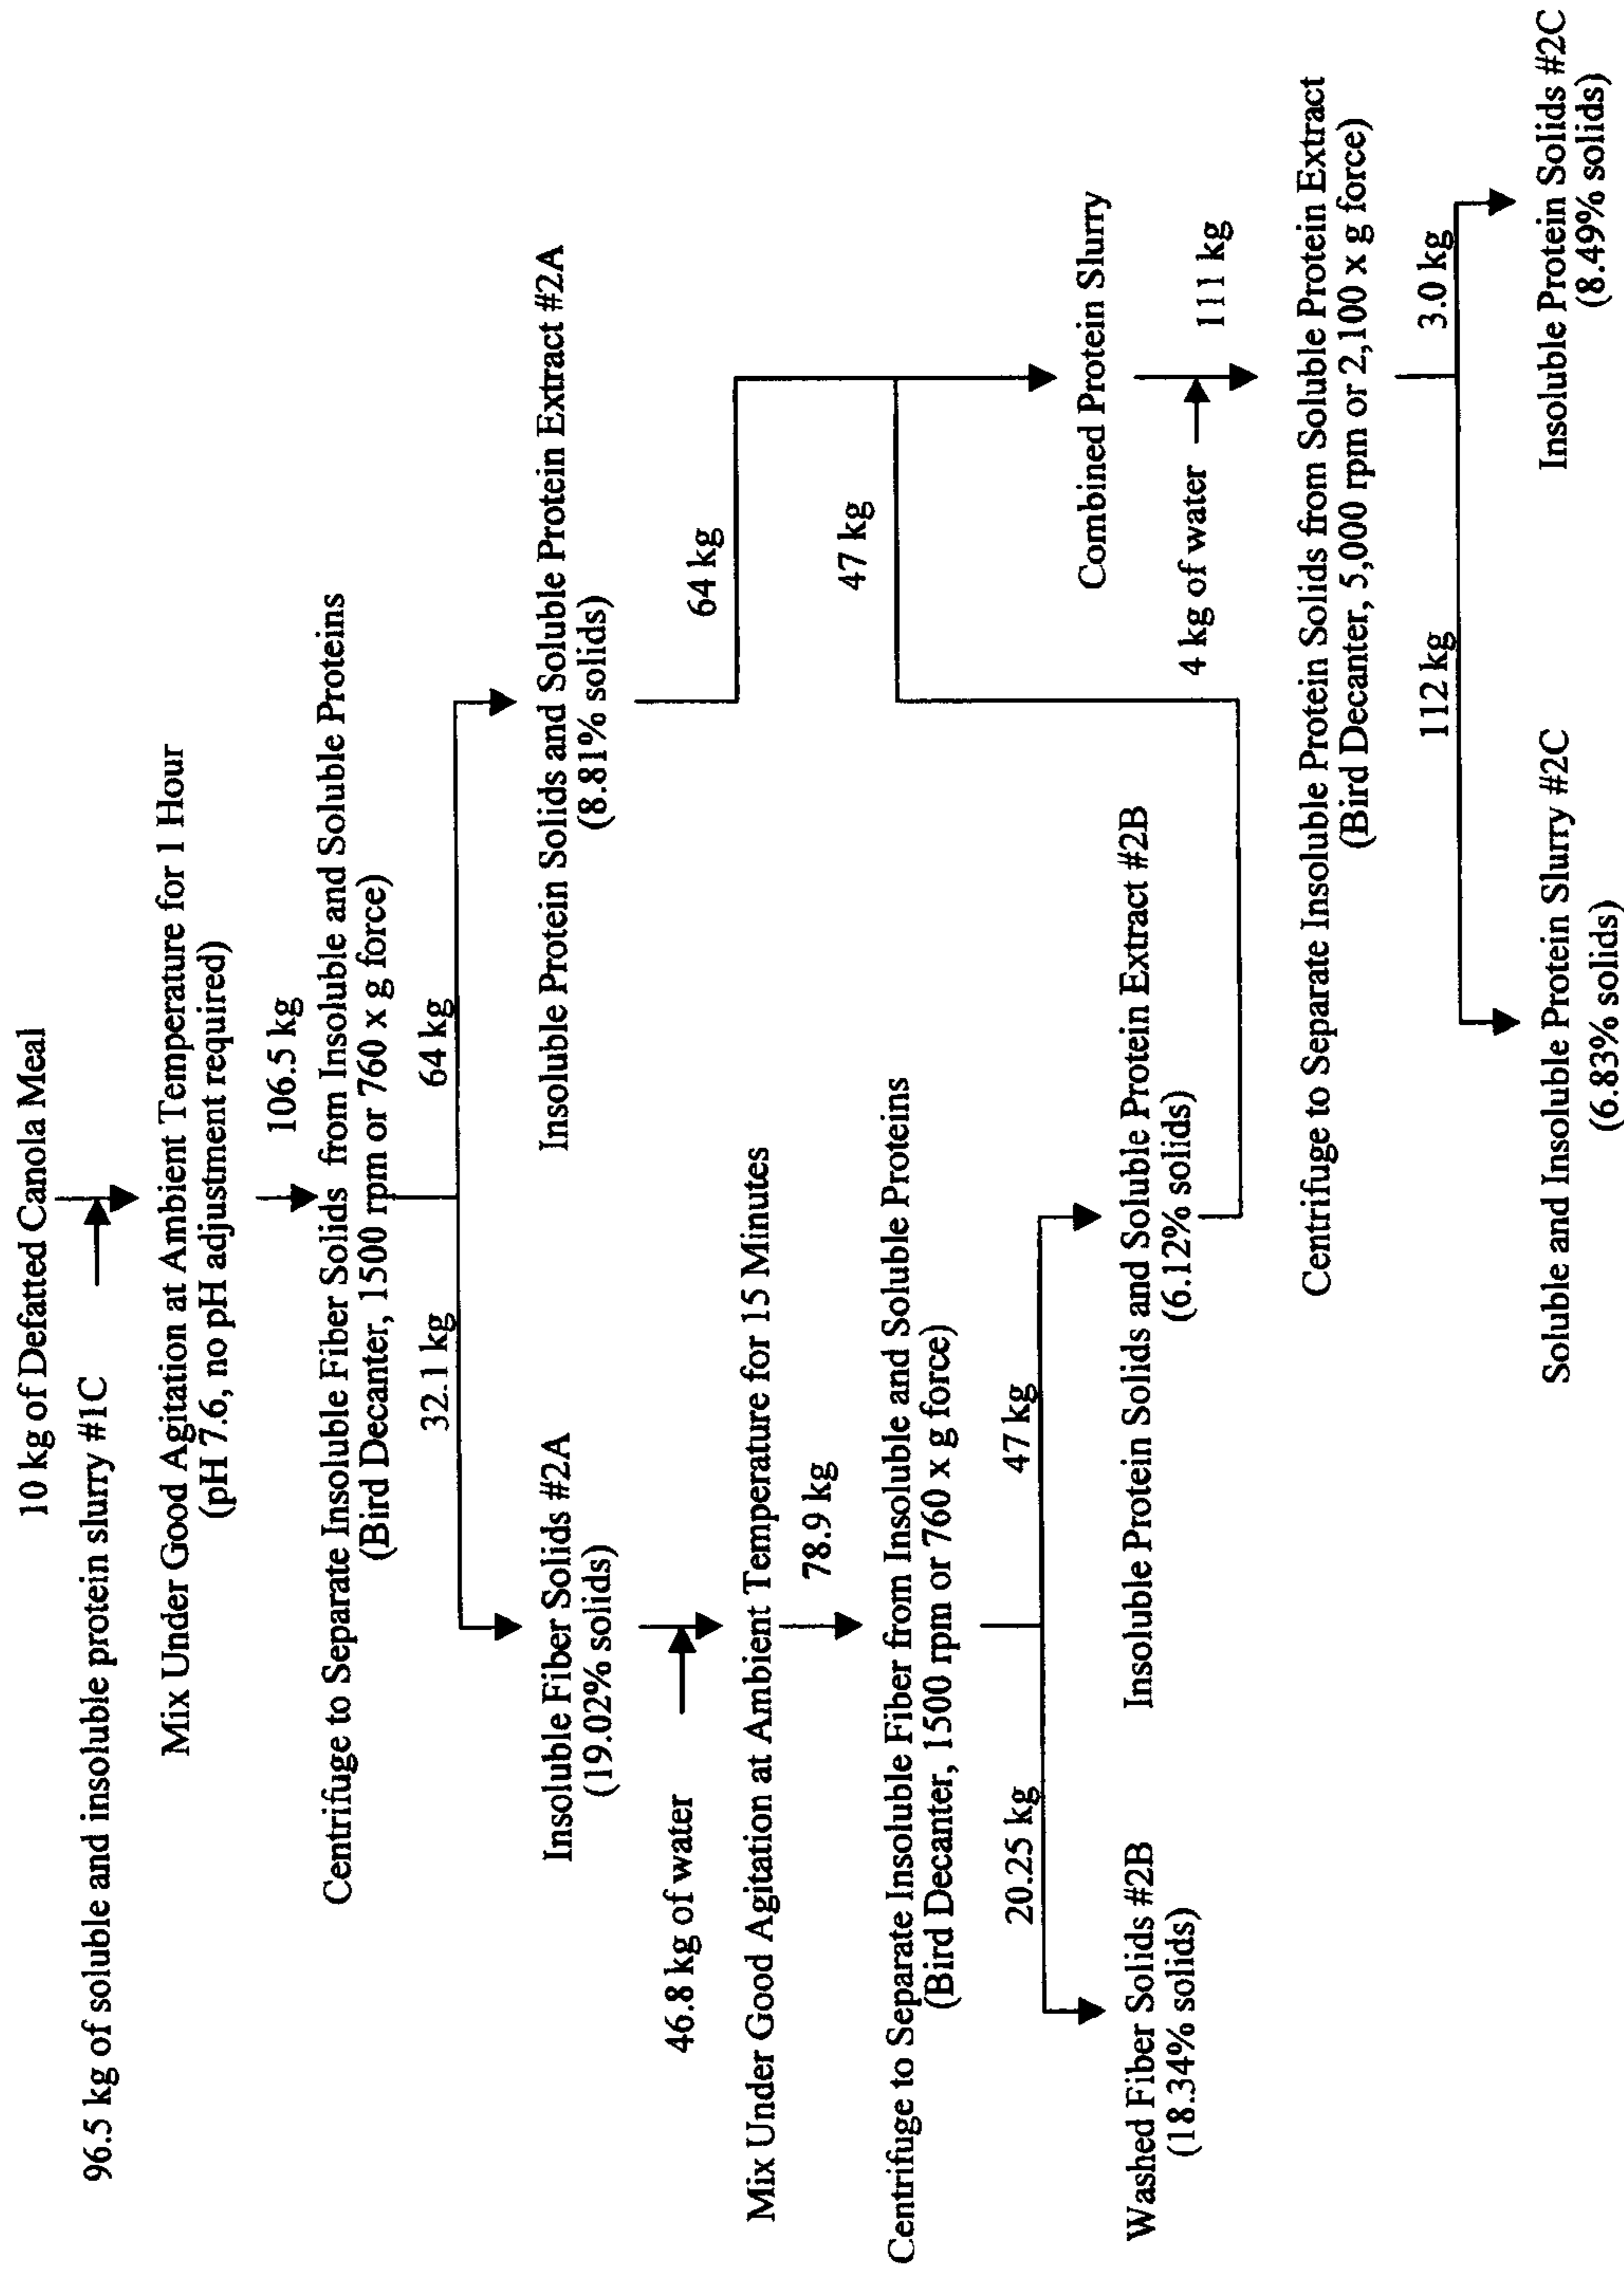 10 kg of Defatted Canola Meal
96.5 kg of soluble and insoluble protein slurry #1C
Mix Under Good Agitation at Ambient Temperature for 1 Hour
(pH 7.6, no pH adjustment required)
106.5 kg
Centrifuge to Separate Insoluble Fiber Solids from Insoluble and Soluble Proteins
(Bird Decanter, 1500 rpm or 760 x g force)
32.1 kg
64 kg
Insoluble Fiber Solids #2A
(19.02% solids)
Insoluble Protein Solids and Soluble Protein Extract #2A
(8.81% solids)
46.8 kg of water
64 kg
Mix Under Good Agitation at Ambient Temperature for 15 Minutes
78.9 kg
47 kg
Centrifuge to Separate Insoluble Fiber from Insoluble and Soluble Proteins
(Bird Decanter, 1500 rpm or 760 x g force)
20.25 kg
47 kg
Washed Fiber Solids #2B
(18.34% solids)
Insoluble Protein Solids and Soluble Protein Extract #2B
(6.12% solids)
Combined Protein Slurry
4 kg of water
111 kg
Centrifuge to Separate Insoluble Protein Solids from Soluble Protein Extract
(Bird Decanter, 5,000 rpm or 2,100 x g force)
112 kg
3.0 kg
Soluble and Insoluble Protein Slurry #2C
(6.83% solids)
Insoluble Protein Solids #2C
(8.49% solids)